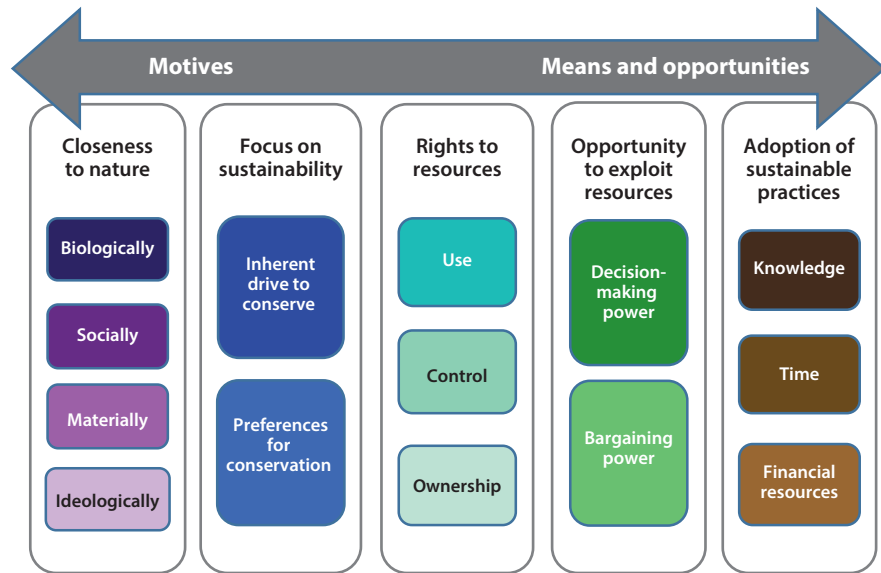 Motives
Means and opportunities
Closeness
to nature
Biologically
Socially
Materially
Ideologically
Focus on
sustainability
Inherent
drive to
conserve
Preferences
for
conservation
Rights to
resources
Use
Control
Ownership
Opportunity
to exploit
resources
Decision-
making
power
Bargaining
power
Adoption of
sustainable
practices
Knowledge
Time
Financial
resources